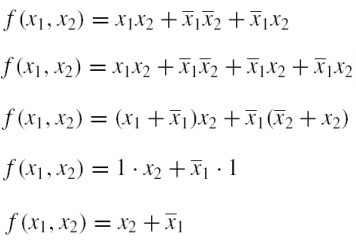 f(x₁, x₂) = x₁x₂ + x̅₁x̅₂ + x̅₁x₂
f(x₁, x₂) = x₁x₂ + x̅₁x̅₂ + x̅₁x₂ + x̅₁x₂
f(x₁, x₂) = (x₁ + x̅₁)x₂ + x̅₁(x̅₂ + x₂)
f(x₁, x₂) = 1 · x₂ + x̅₁ · 1
f(x₁, x₂) = x₂ + x̅₁